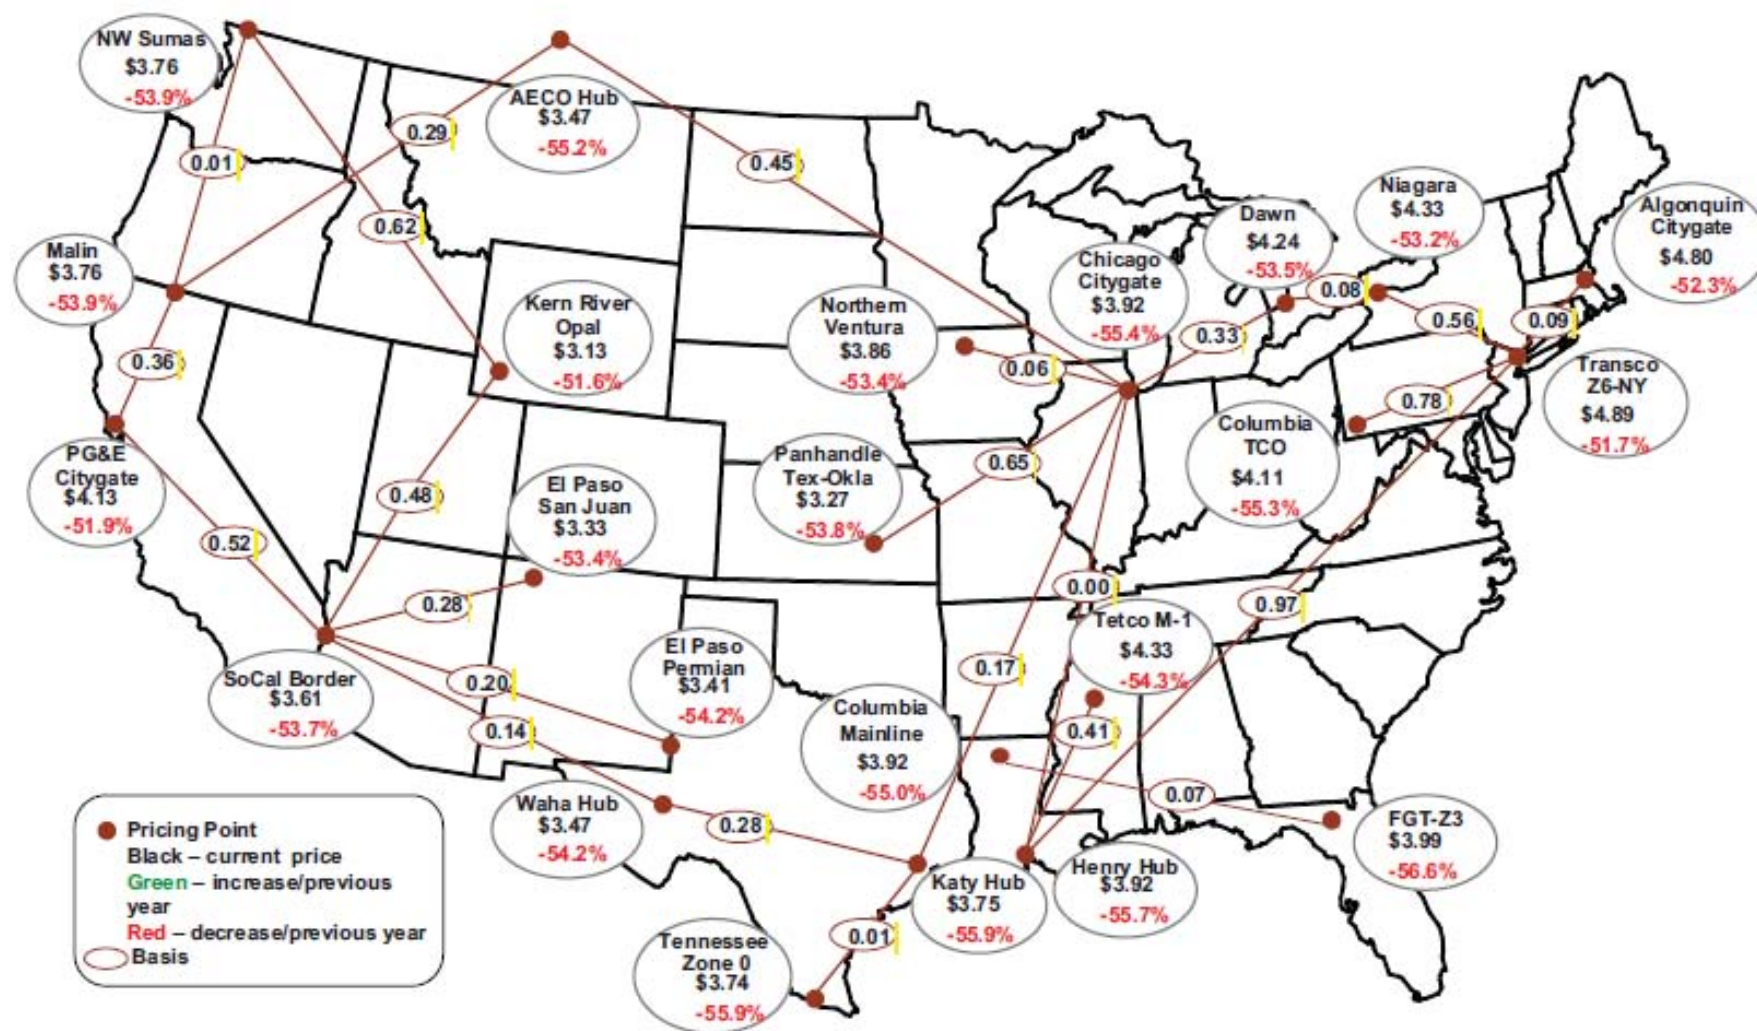 NW Sumas
$3.76
-53.9%
AECO Hub
$3.47
-55.2%
0.29
0.01
0.45
0.62
Malin
$3.76
-53.9%
Kern River
Opal
$3.13
-51.6%
Northern
Ventura
$3.86
-53.4%
Chicago
Citygate
$3.92
-55.4%
Dawn
$4.24
-53.5%
Niagara
$4.33
-53.2%
Algonquin
Citygate
$4.80
-52.3%
0.08
0.56
0.09
0.33
0.06
0.36
Transco
Z6-NY
$4.89
-51.7%
0.78
Columbia
TCO
$4.11
-55.3%
PG&E
Citygate
$4.13
-51.9%
0.48
0.52
El Paso
San Juan
$3.33
-53.4%
Panhandle
Tex-Okla
$3.27
-53.8%
0.65
0.28
0.00
0.97
Tetco M-1
$4.33
-54.3%
SoCal Border
$3.61
-53.7%
0.20
0.14
El Paso
Permian
$3.41
-54.2%
0.17
Columbia
Mainline
$3.92
-55.0%
0.41
0.07
Waha Hub
$3.47
-54.2%
0.28
Katy Hub
$3.75
-55.9%
Henry Hub
$3.92
-55.7%
FGT-Z3
$3.99
-56.6%
Tennessee
Zone 0
$3.74
-55.9%
0.01
Pricing Point
Black – current price
Green – increase/previous
year
Red – decrease/previous year
Basis